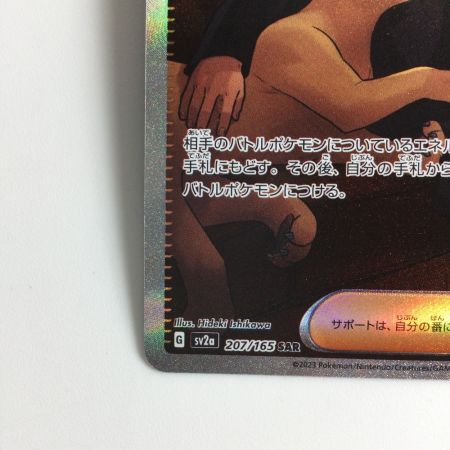 相手のバトルポケモンについているエネル
手札にもどす。その後、自分の手札から
バトルポケモンにつける。
Illus. Hideki Ishikawa
サポートは、自分の番に
G sv2a 207/165 SAR
©2023 Pokémon/Nintendo/Creatures/GAM